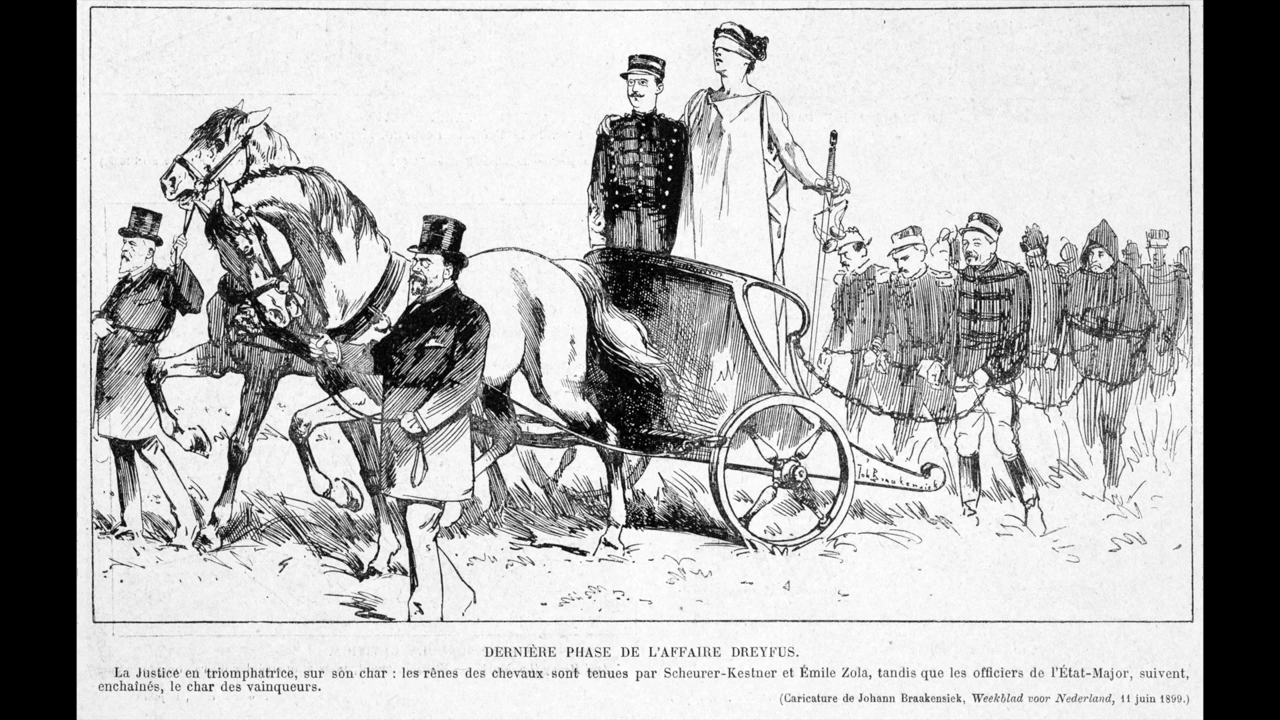 Joh Braakensiek
DERNIÈRE PHASE DE L'AFFAIRE DREYFUS.
La Justice en triomphatrice, sur son char : les rênes des chevaux sont tenues par Scheurer-Kestner et Émile Zola, tandis que les officiers de l'État-Major, suivent,
enchaînés, le char des vainqueurs.
(Caricature de Johann Braakensiek, Weekblad voor Nederland, 11 juin 1899.)